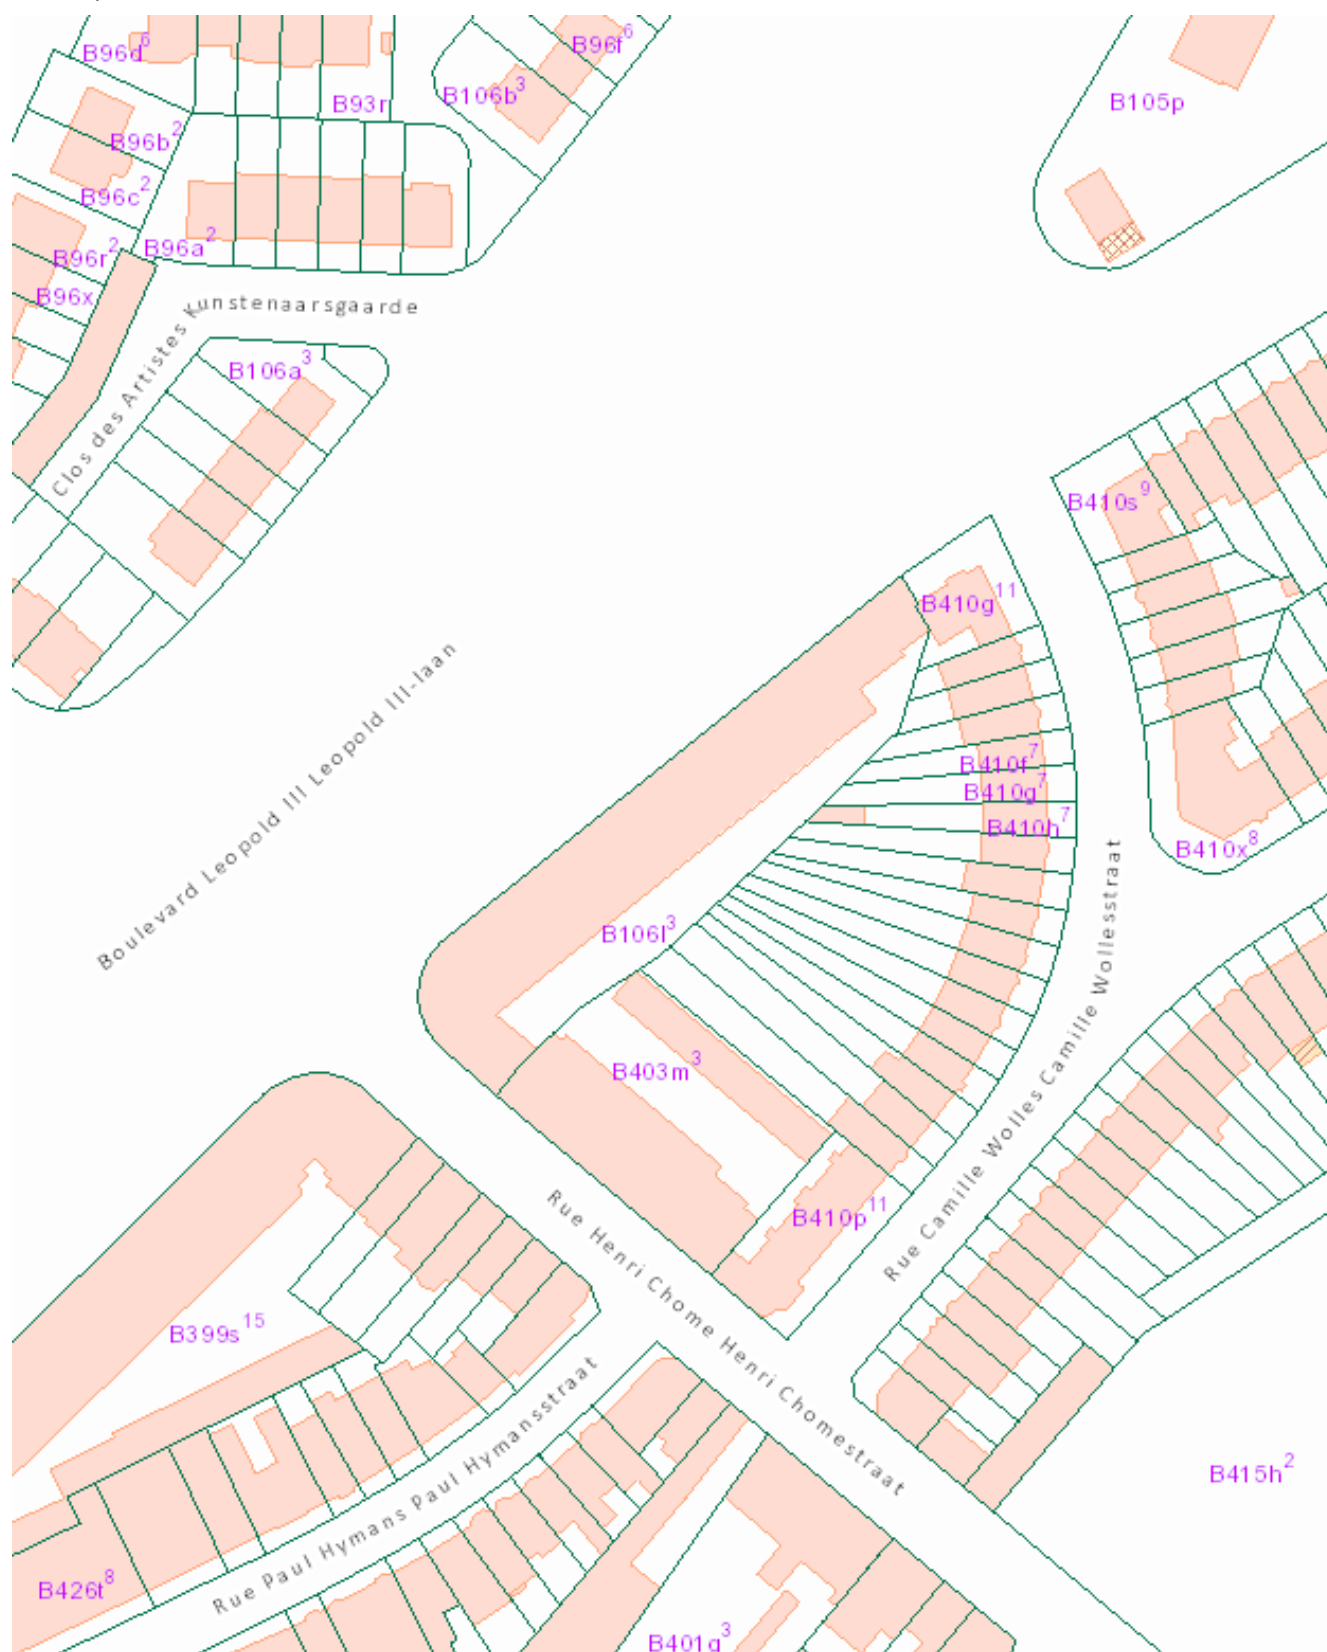 B96d⁶
B96f⁶
B106b³
B93r
B105p
B96b²
B96c²
B96a²
B96r²
B96x
Clos des Artistes Kunstenaarsgaarde
B106a³
B410s⁹
B410g¹¹
Boulevard Leopold III Leopold III-laan
B410f⁷
B410g⁷
B410h⁷
B410x⁸
B106l³
B403m³
Rue Camille Wolles Camille Wollesstraat
B410p¹¹
Rue Henri Chome Henri Chomestraat
B399s¹⁵
Rue Paul Hymans Paul Hymansstraat
B415h²
B426t⁸